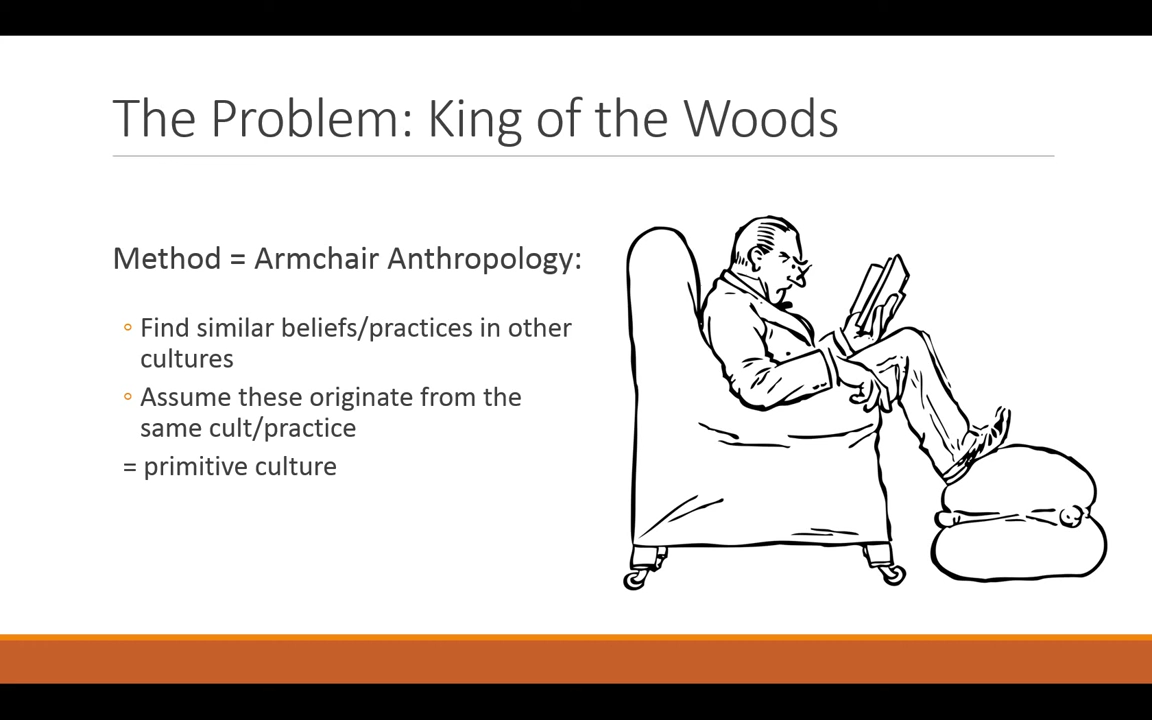 The Problem: King of the Woods
Method = Armchair Anthropology:
◦ Find similar beliefs/practices in other
cultures
◦ Assume these originate from the
same cult/practice
= primitive culture